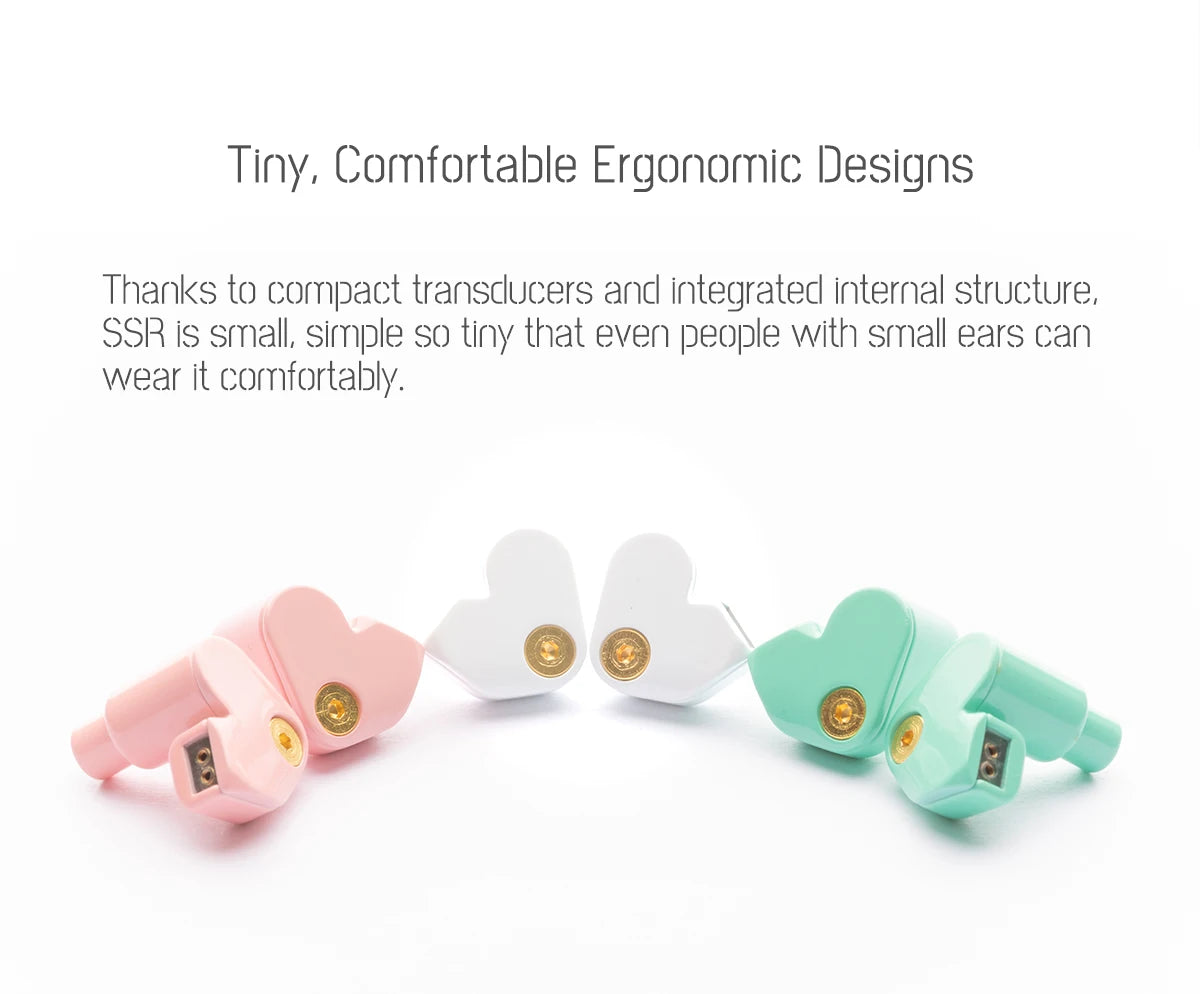 Tiny, Comfortable Ergonomic Designs
Thanks to compact transducers and integrated internal structure,
SSR is small, simple so tiny that even people with small ears can
wear it comfortably.